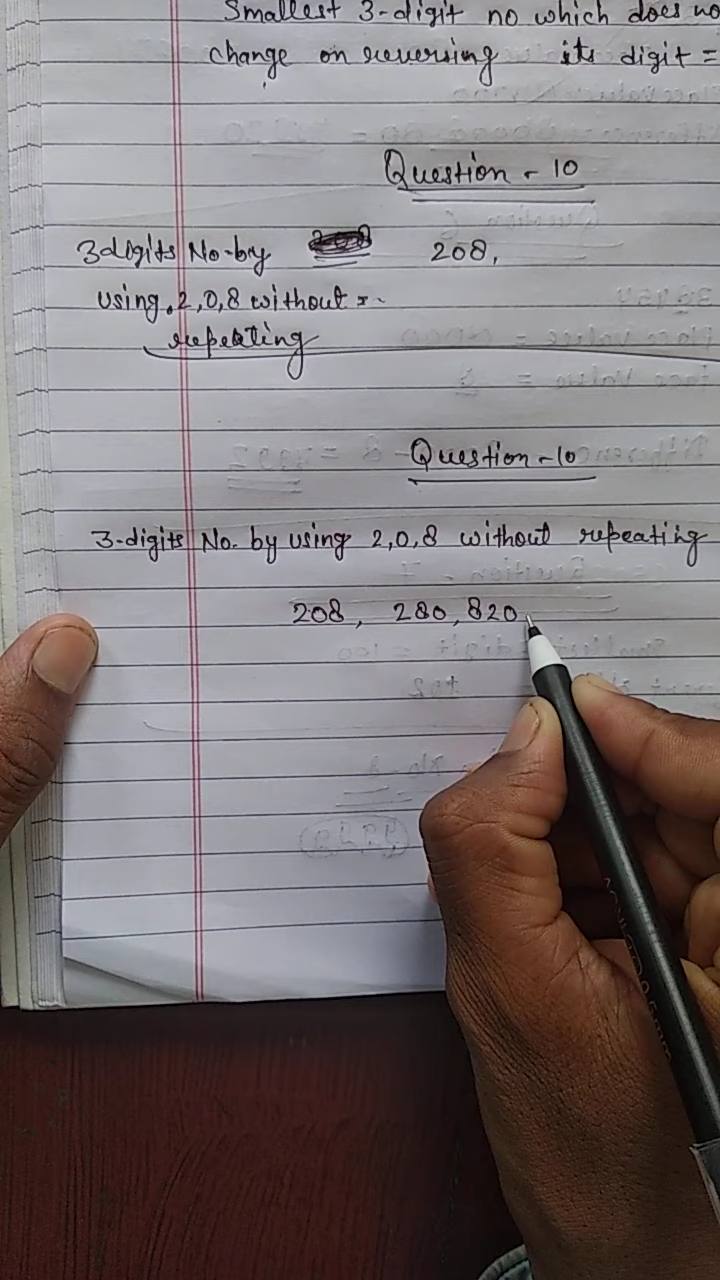 Smallest 3-digit no which does no
change on reversing its digit =
Question - 10
3digits No-by 208,
using.2,0,8 without =
repeating
Question - 10
3-digits No. by using 2,0,8 without repeating
208, 280, 820